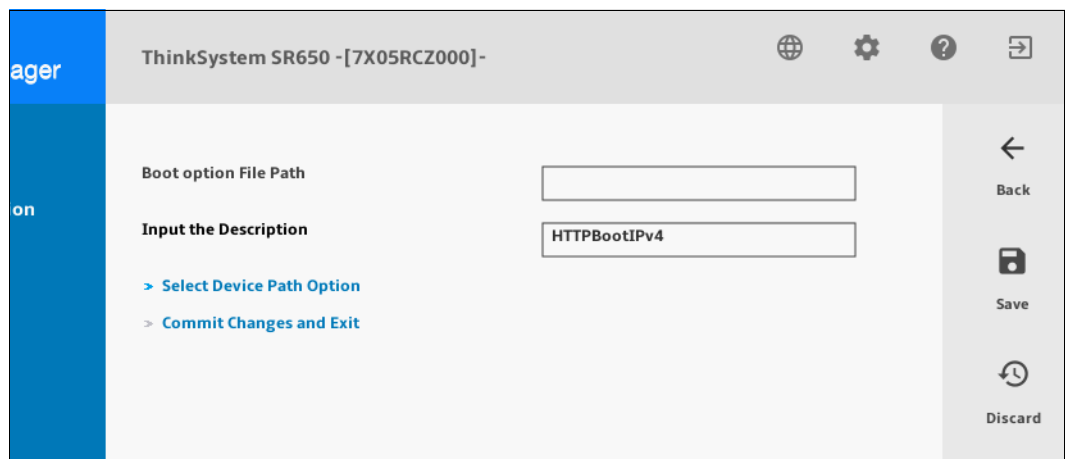 ager
ThinkSystem SR650 -[7X05RCZ000]-
on
Boot option File Path
Input the Description
HTTPBootIPv4
> Select Device Path Option
> Commit Changes and Exit
Back
Save
Discard